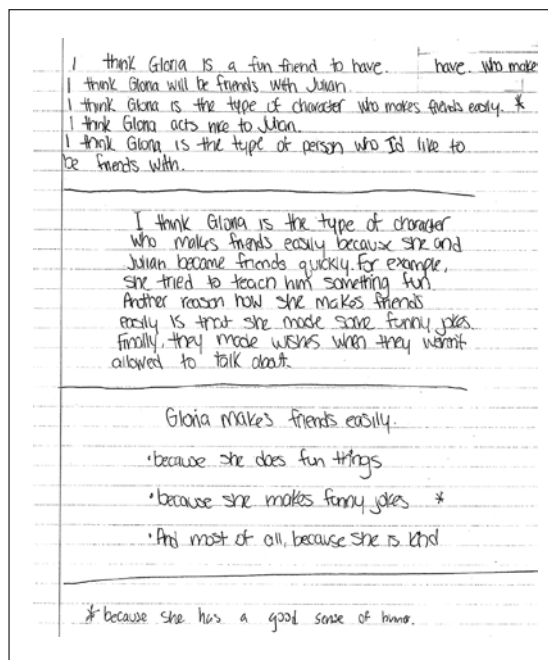 I think Gloria is a fun friend to have. have. who make
I think Gloria will be friends with Julian.
I think Gloria is the type of character who makes friends easily. *
I think Gloria acts nice to Julian.
I think Gloria is the type of person who I'd like to
be friends with.
I think Gloria is the type of character
who makes friends easily because she and
Julian became friends quickly. For example,
she tried to teach him something fun.
Another reason how she makes friends
easily is that she made some funny jokes.
Finally, they made wishes when they weren't
allowed to talk about.
Gloria makes friends easily.
• because she does fun things
• because she makes funny jokes *
• And most of all, because she is kind
* because she has a good sense of humor.